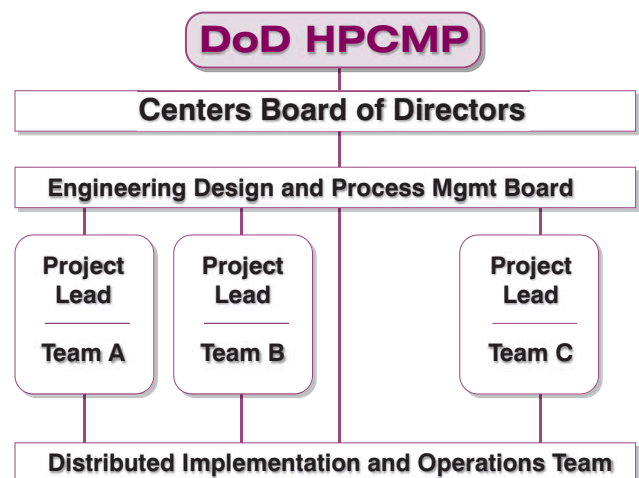 DoD HPCMP
Centers Board of Directors
Engineering Design and Process Mgmt Board
Project
Lead
Team A
Project
Lead
Team B
Project
Lead
Team C
Distributed Implementation and Operations Team